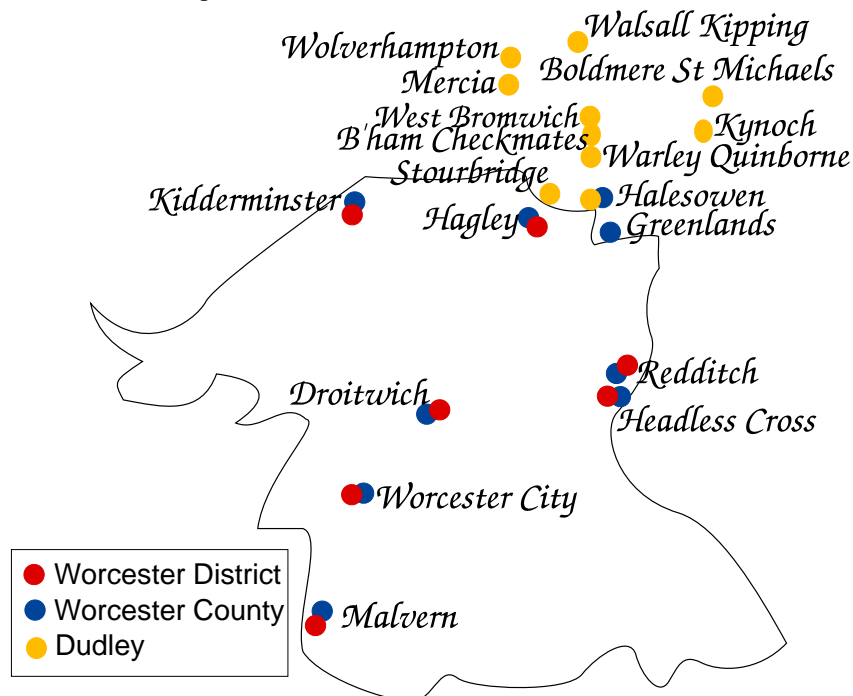 Walsall Kipping
Wolverhampton
Boldmere St Michaels
Mercia
West Bromwich
Kynoch
B'ham Checkmates
Warley Quinborne
Stourbridge
Kidderminster
Halesowen
Hagley
Greenlands
Redditch
Droitwich
Headless Cross
Worcester City
Worcester District
Worcester County
Malvern
Dudley